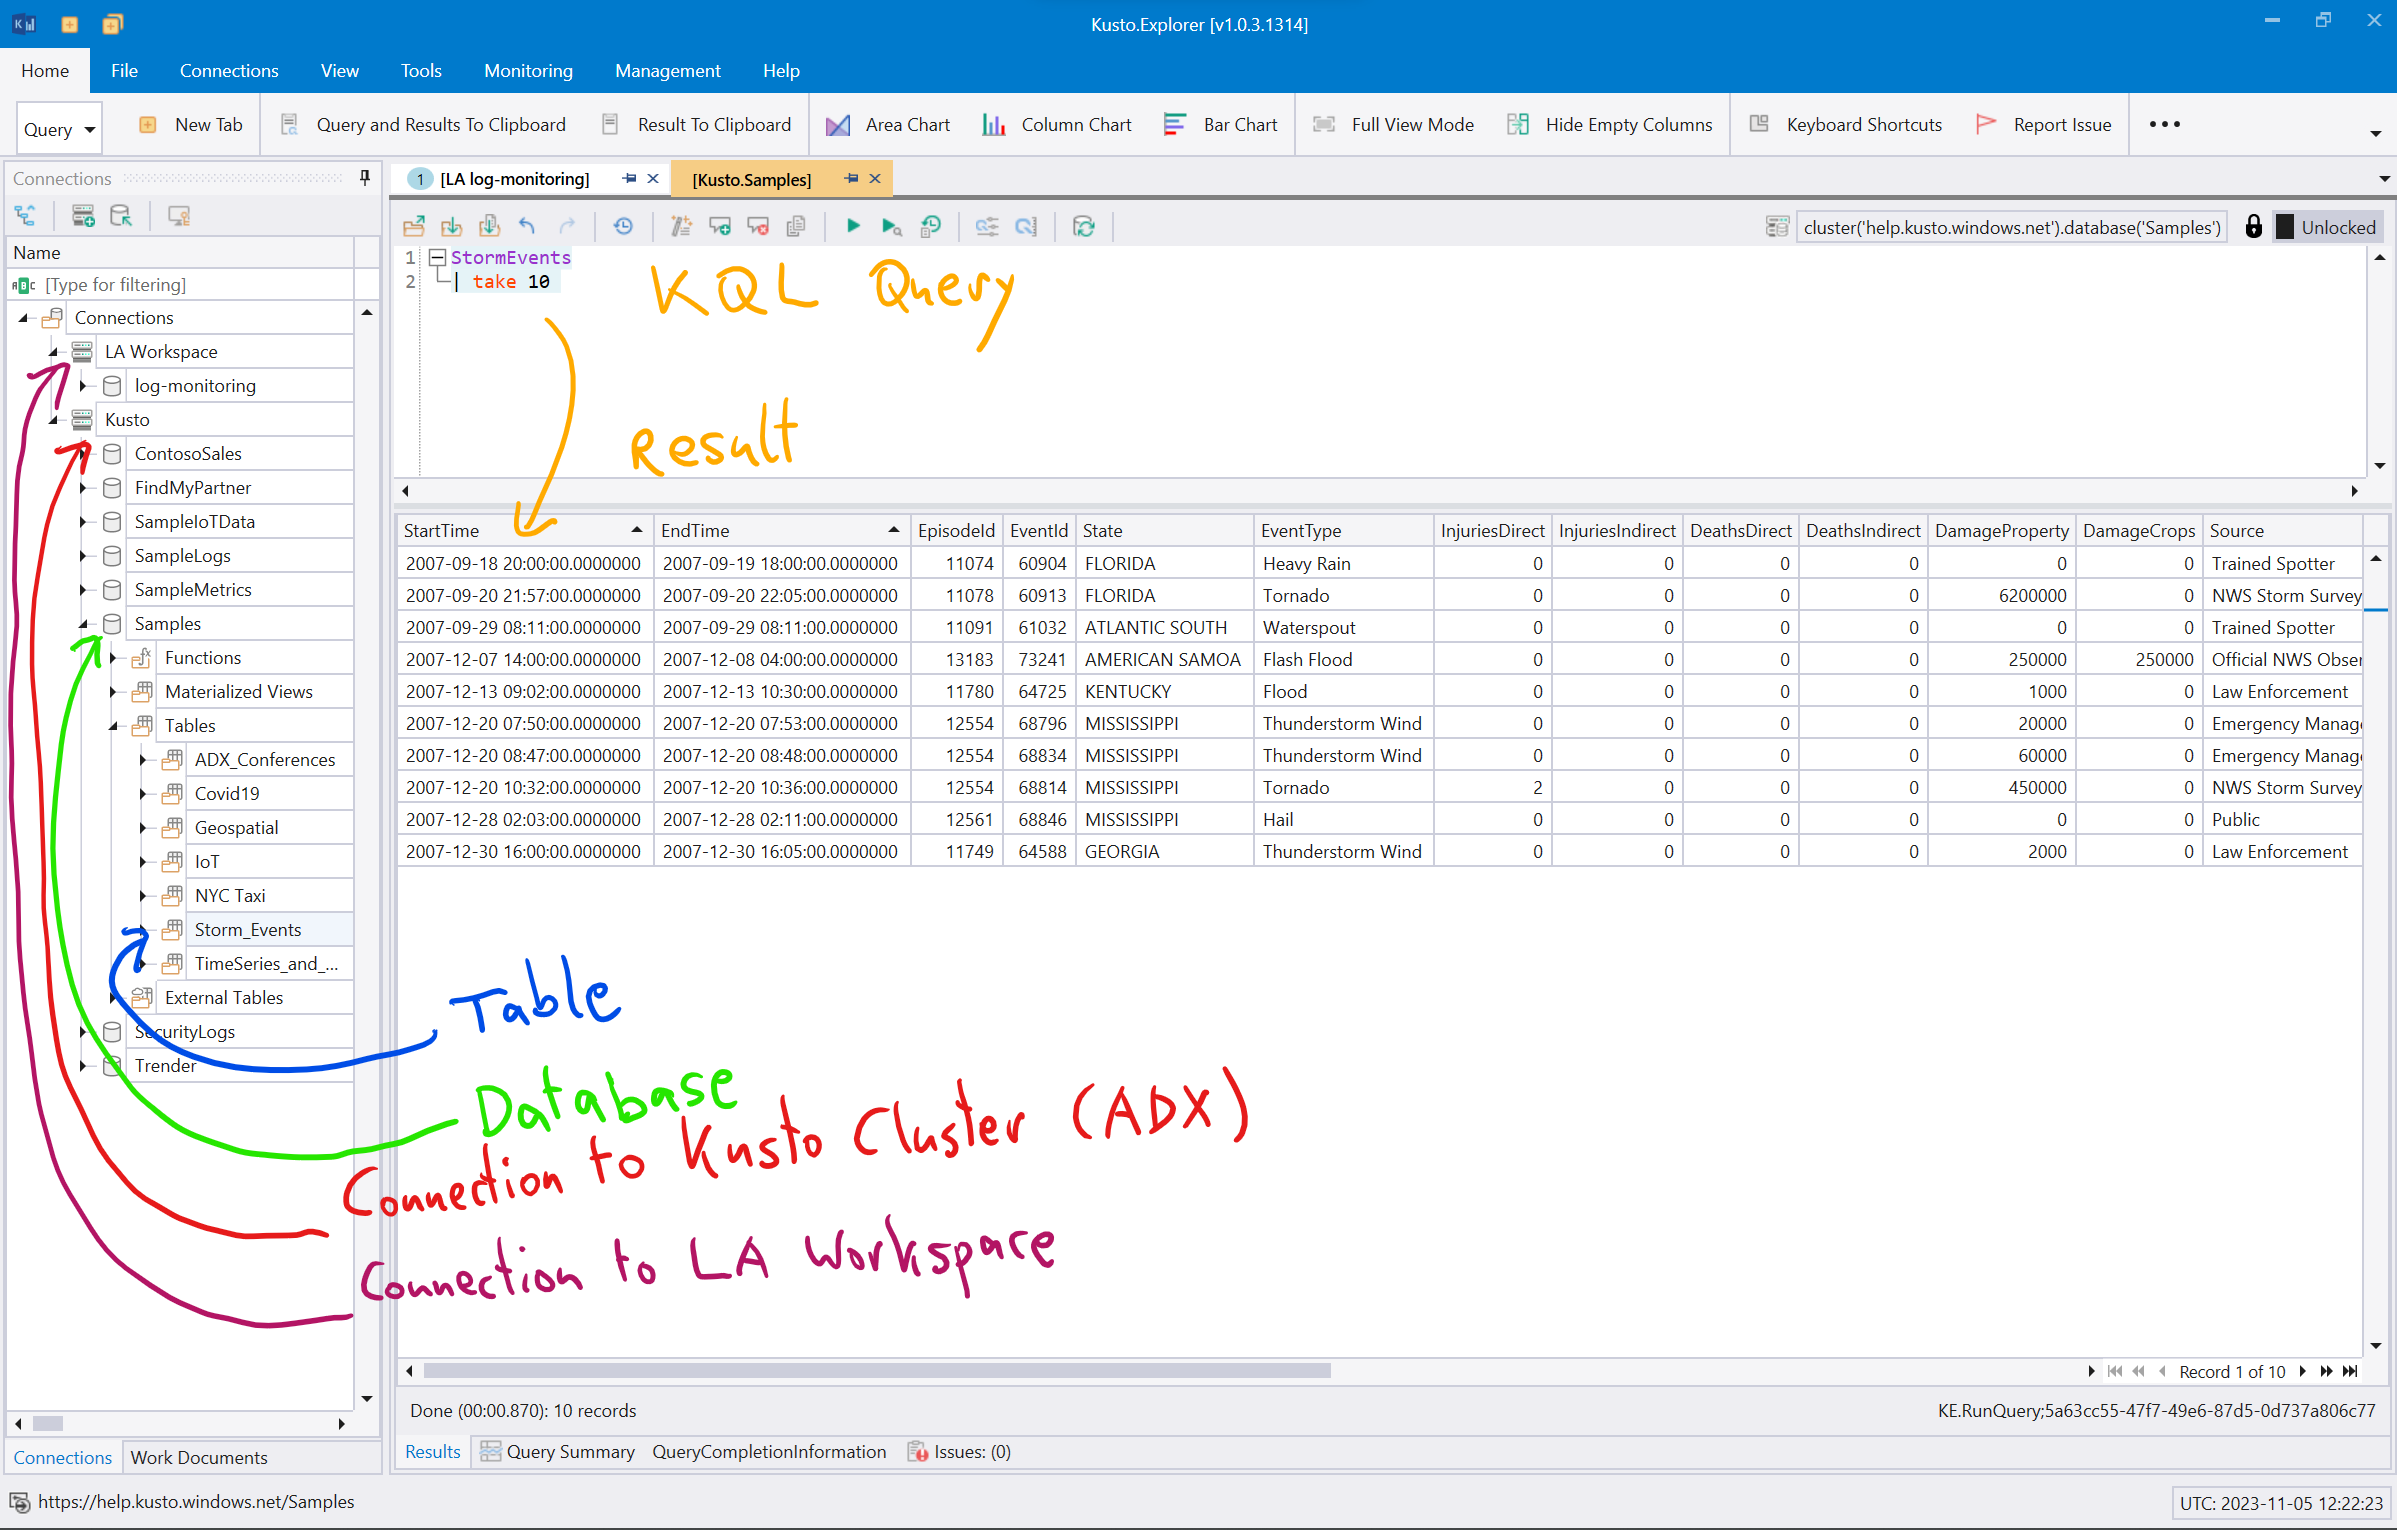 Kusto.Explorer [v1.0.3.1314]
Home File Connections View Tools Monitoring Management Help
Query New Tab Query and Results To Clipboard Result To Clipboard Area Chart Column Chart Bar Chart Full View Mode Hide Empty Columns Keyboard Shortcuts Report Issue •••
Connections
Name
[Type for filtering]
Connections
LA Workspace
log-monitoring
Kusto
ContosoSales
FindMyPartner
SampleIoTData
SampleLogs
SampleMetrics
Samples
Functions
Materialized Views
Tables
ADX_Conferences
Covid19
Geospatial
IoT
NYC Taxi
Storm_Events
TimeSeries_and_...
External Tables
SecurityLogs
Trender
Connections Work Documents
1 [LA log-monitoring] [Kusto.Samples]
cluster('help.kusto.windows.net').database('Samples') Unlocked
1 StormEvents
2 | take 10
KQL Query
Result
StartTime EndTime EpisodeId EventId State EventType InjuriesDirect InjuriesIndirect DeathsDirect DeathsIndirect DamageProperty DamageCrops Source
2007-09-18 20:00:00.0000000 2007-09-19 18:00:00.0000000 11074 60904 FLORIDA Heavy Rain 0 0 0 0 0 0 Trained Spotter
2007-09-20 21:57:00.0000000 2007-09-20 22:05:00.0000000 11078 60913 FLORIDA Tornado 0 0 0 0 6200000 0 NWS Storm Survey
2007-09-29 08:11:00.0000000 2007-09-29 08:11:00.0000000 11091 61032 ATLANTIC SOUTH Waterspout 0 0 0 0 0 0 Trained Spotter
2007-12-07 14:00:00.0000000 2007-12-08 04:00:00.0000000 13183 73241 AMERICAN SAMOA Flash Flood 0 0 0 0 250000 250000 Official NWS Obser
2007-12-13 09:02:00.0000000 2007-12-13 10:30:00.0000000 11780 64725 KENTUCKY Flood 0 0 0 0 1000 0 Law Enforcement
2007-12-20 07:50:00.0000000 2007-12-20 07:53:00.0000000 12554 68796 MISSISSIPPI Thunderstorm Wind 0 0 0 0 20000 0 Emergency Manag
2007-12-20 08:47:00.0000000 2007-12-20 08:48:00.0000000 12554 68834 MISSISSIPPI Thunderstorm Wind 0 0 0 0 60000 0 Emergency Manag
2007-12-20 10:32:00.0000000 2007-12-20 10:36:00.0000000 12554 68814 MISSISSIPPI Tornado 2 0 0 0 450000 0 NWS Storm Survey
2007-12-28 02:03:00.0000000 2007-12-28 02:11:00.0000000 12561 68846 MISSISSIPPI Hail 0 0 0 0 0 0 Public
2007-12-30 16:00:00.0000000 2007-12-30 16:05:00.0000000 11749 64588 GEORGIA Thunderstorm Wind 0 0 0 0 2000 0 Law Enforcement
Table
Database
Connection to Kusto Cluster (ADX)
Connection to LA Workspace
Record 1 of 10
Done (00:00.870): 10 records KE.RunQuery;5a63cc55-47f7-49e6-87d5-0d737a806c77
Results Query Summary QueryCompletionInformation Issues: (0)
https://help.kusto.windows.net/Samples UTC: 2023-11-05 12:22:23